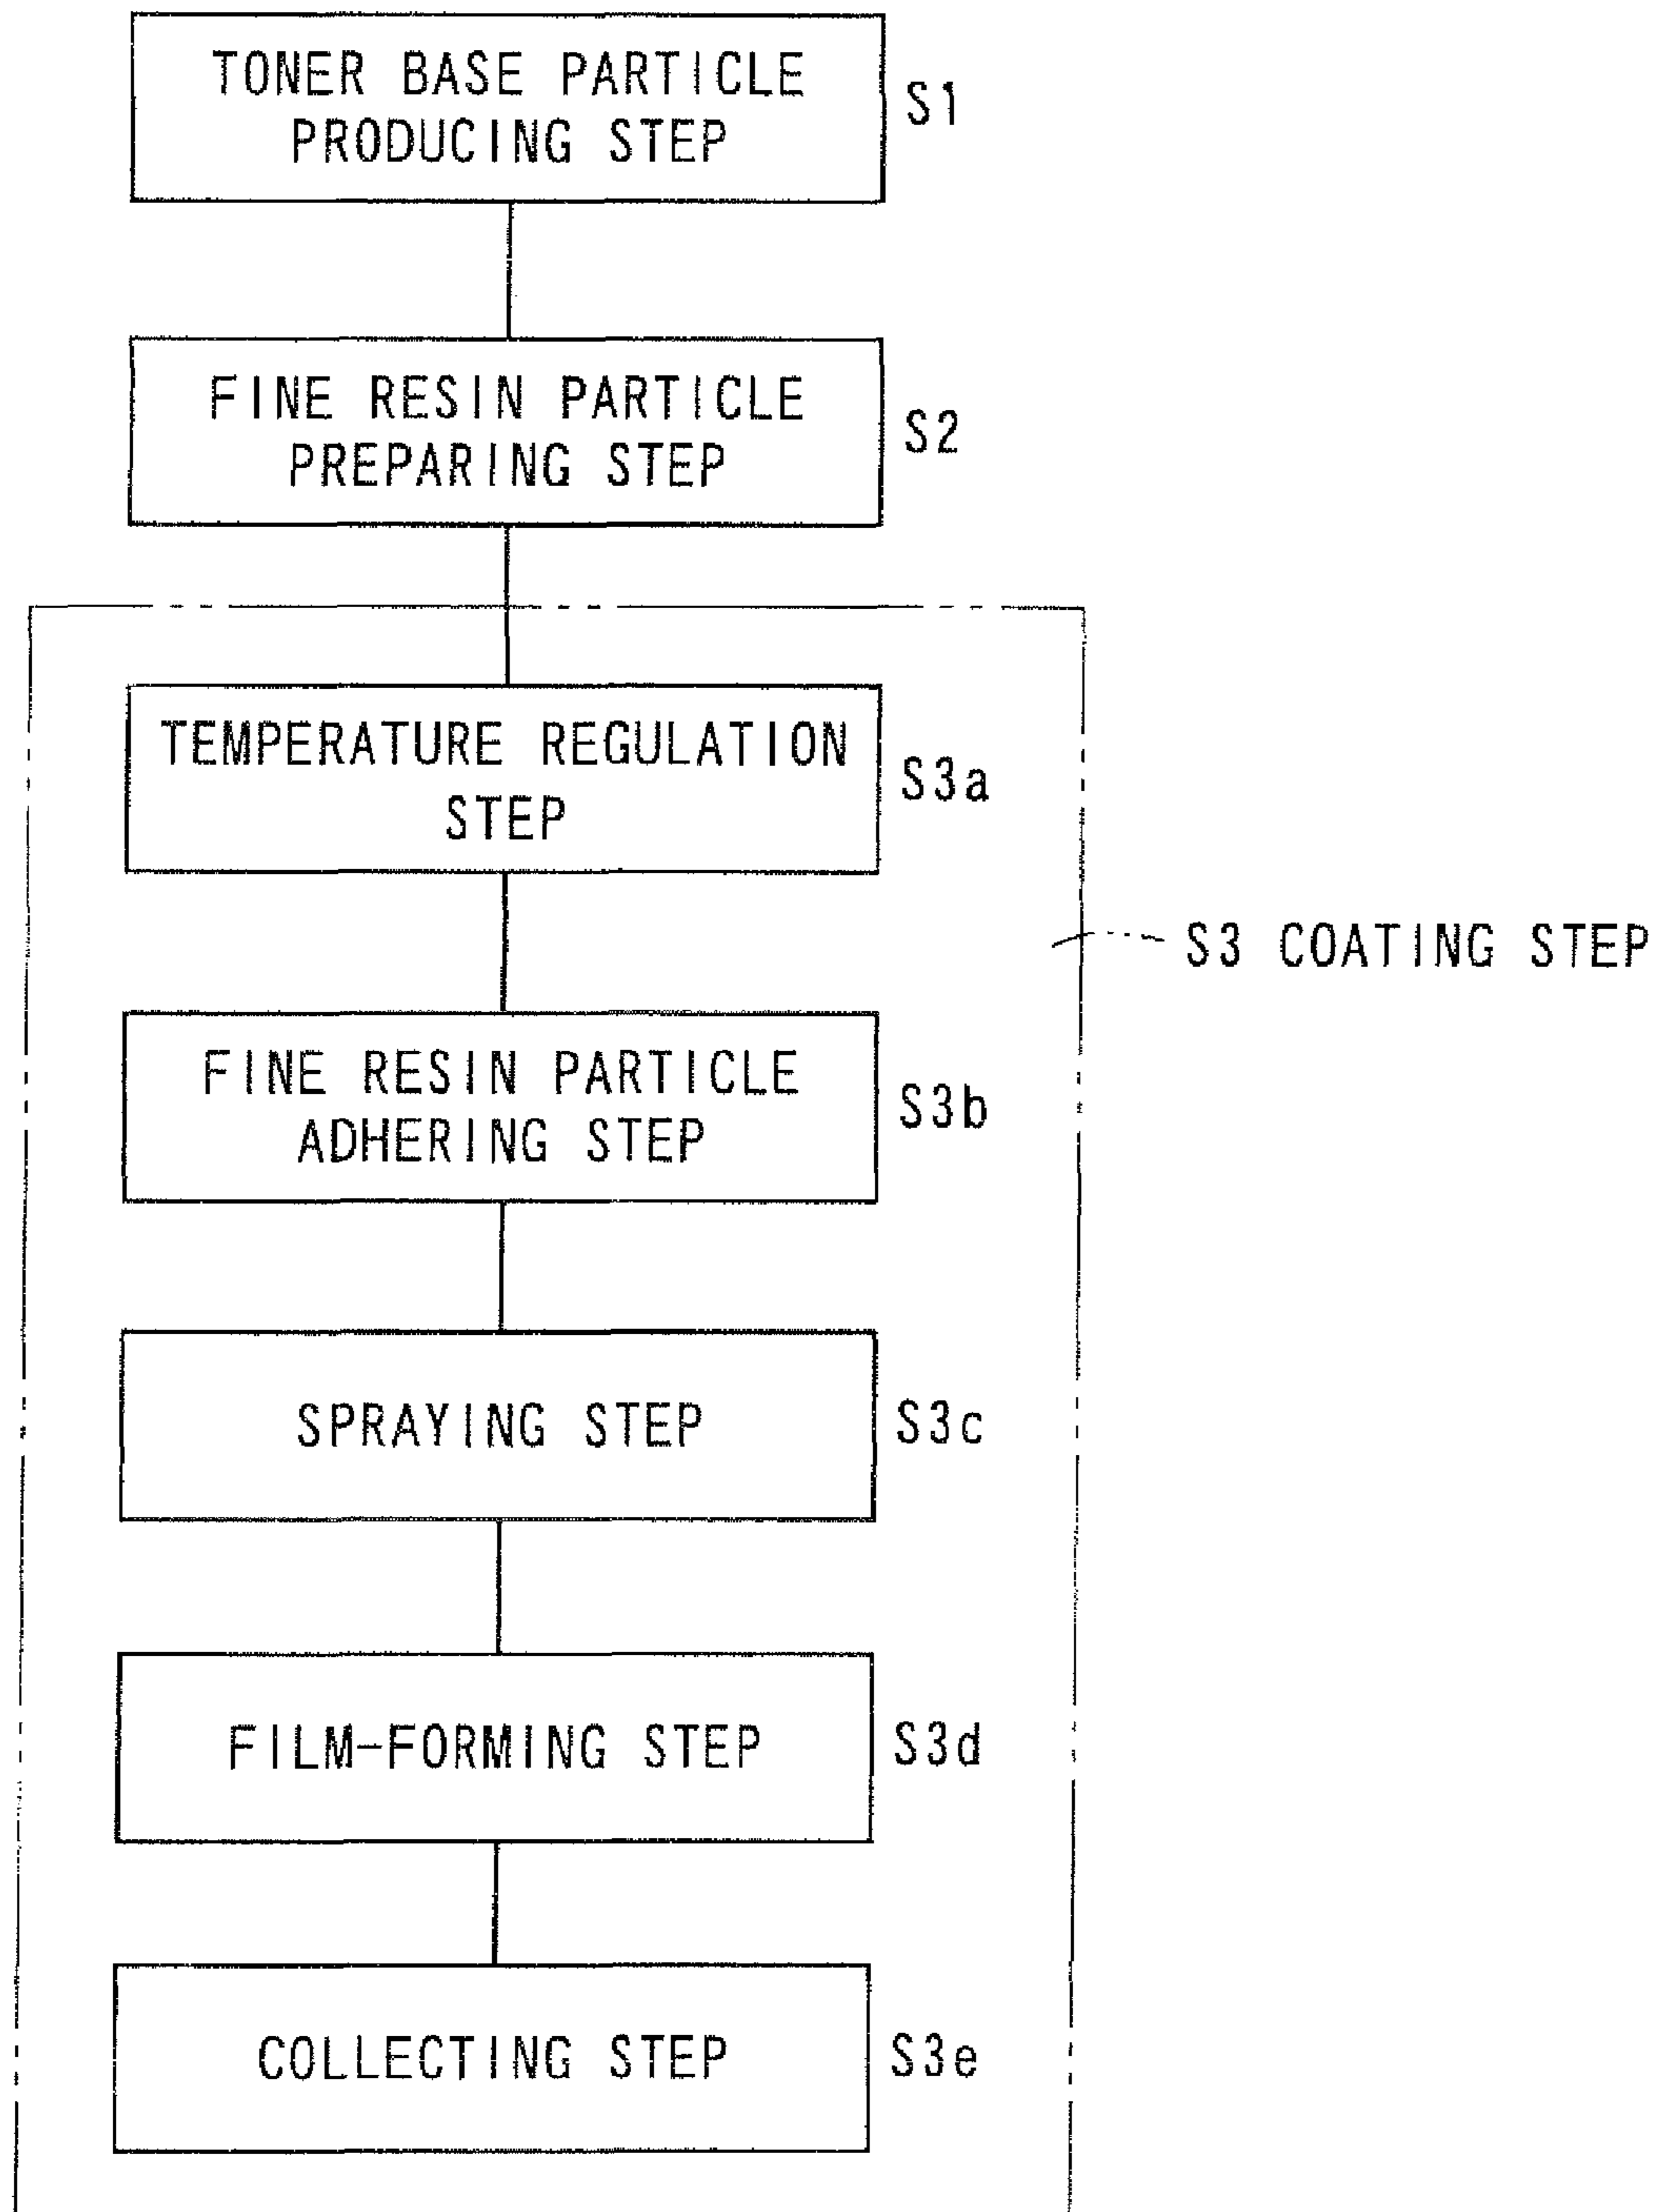 TONER BASE PARTICLE
PRODUCING STEP
S1
FINE RESIN PARTICLE
PREPARING STEP
S2
TEMPERATURE REGULATION
STEP
S3a
S3 COATING STEP
FINE RESIN PARTICLE
ADHERING STEP
S3b
SPRAYING STEP
S3c
FILM-FORMING STEP
S3d
COLLECTING STEP
S3e